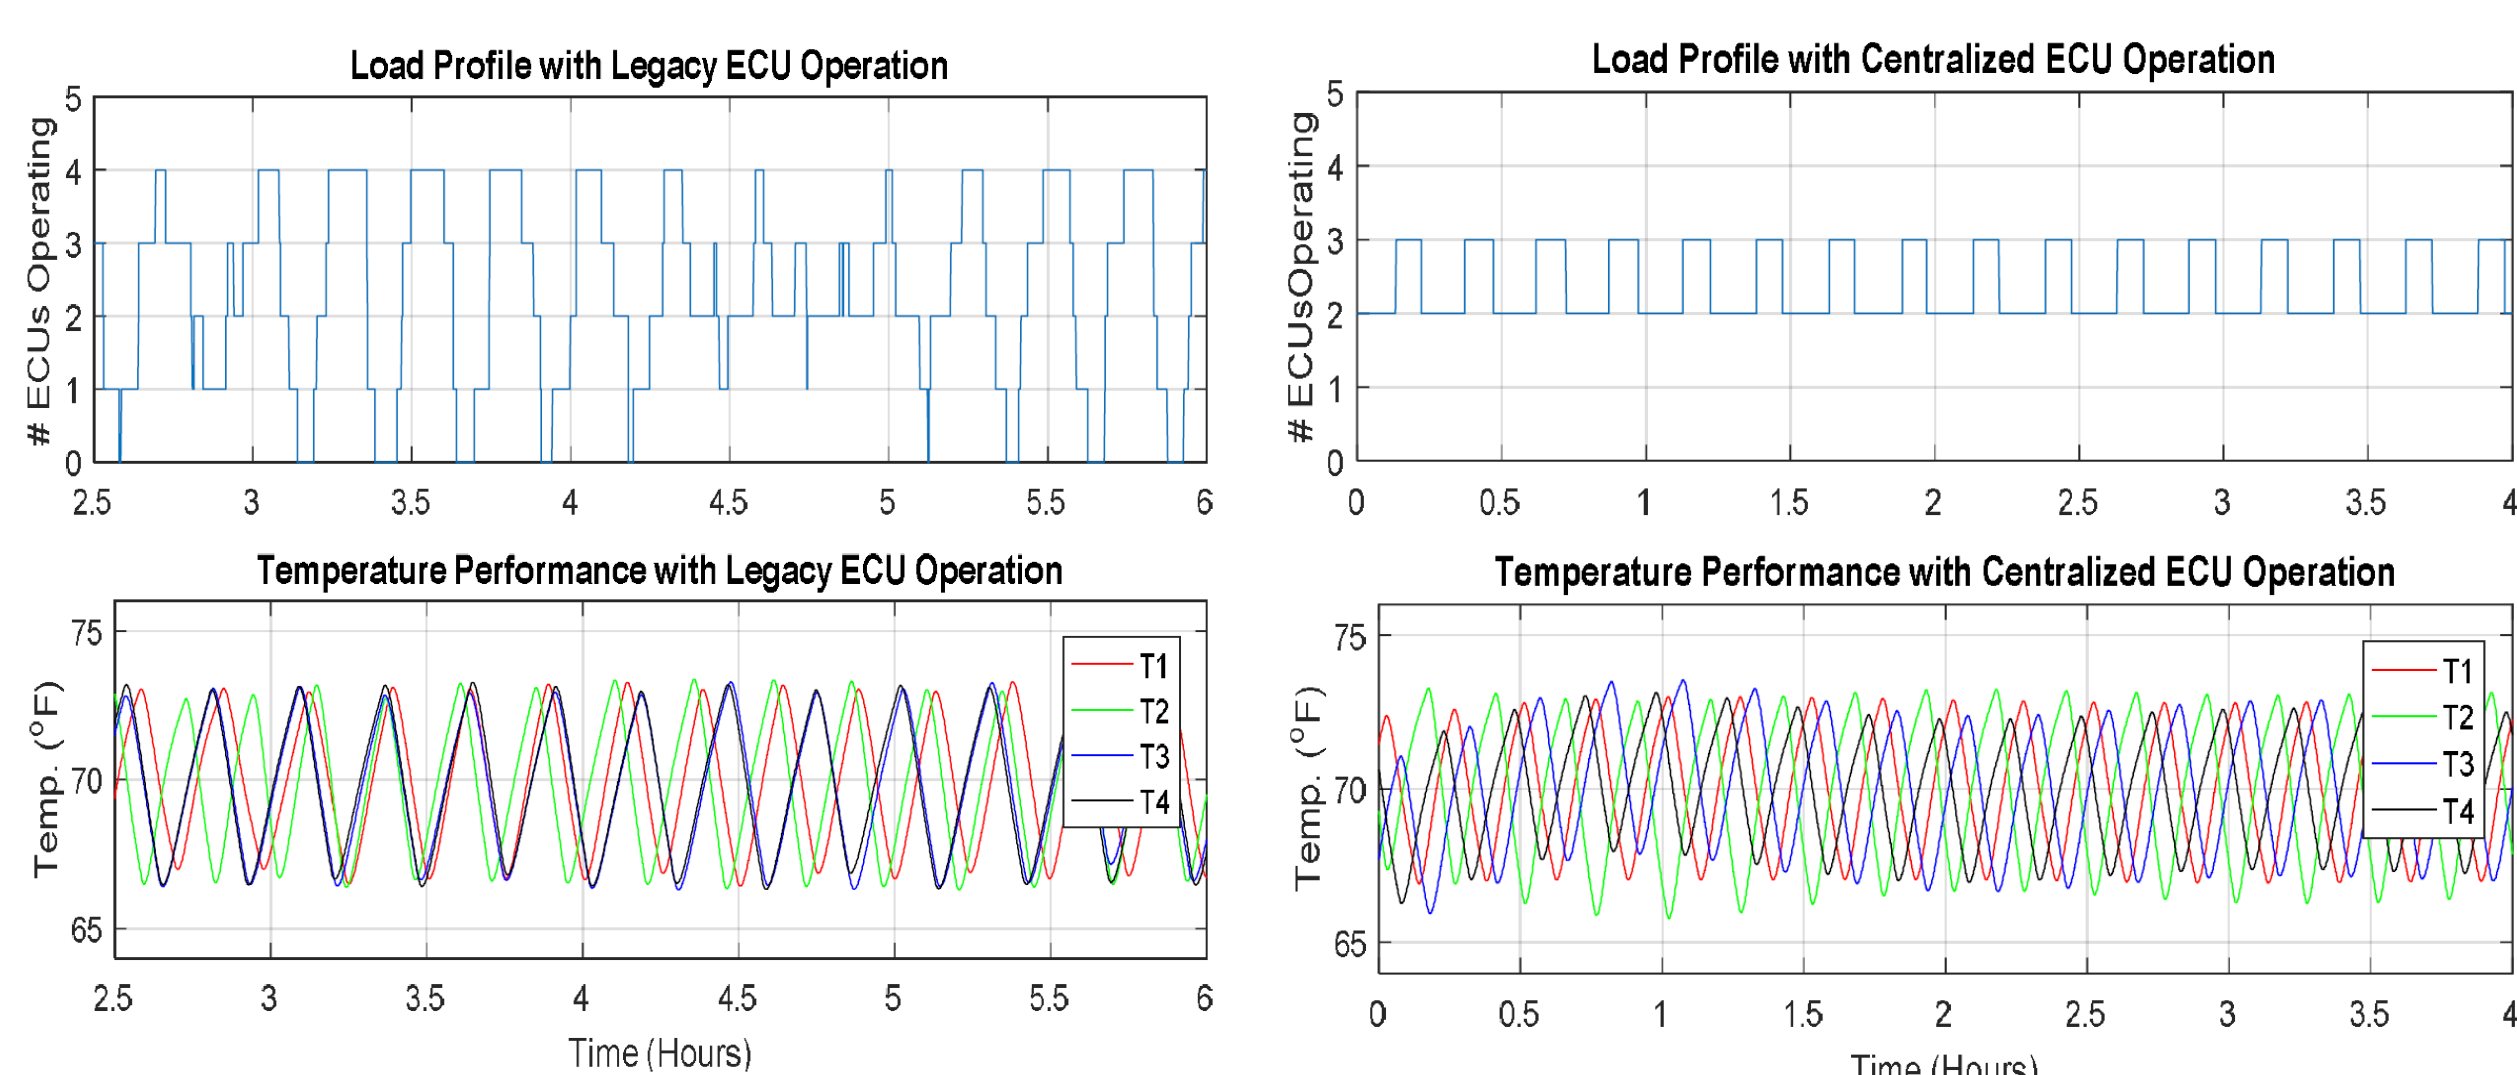 Load Profile with Legacy ECU Operation
# ECUs Operating
5
4
3
2
1
0
2.5 3 3.5 4 4.5 5 5.5 6
Load Profile with Centralized ECU Operation
# ECUsOperating
5
4
3
2
1
0
0 0.5 1 1.5 2 2.5 3 3.5 4
Temperature Performance with Legacy ECU Operation
Temp. (°F)
75
70
65
T1
T2
T3
T4
2.5 3 3.5 4 4.5 5 5.5 6
Time (Hours)
Temperature Performance with Centralized ECU Operation
Temp. (°F)
75
70
65
T1
T2
T3
T4
0 0.5 1 1.5 2 2.5 3 3.5 4
Time (Hours)